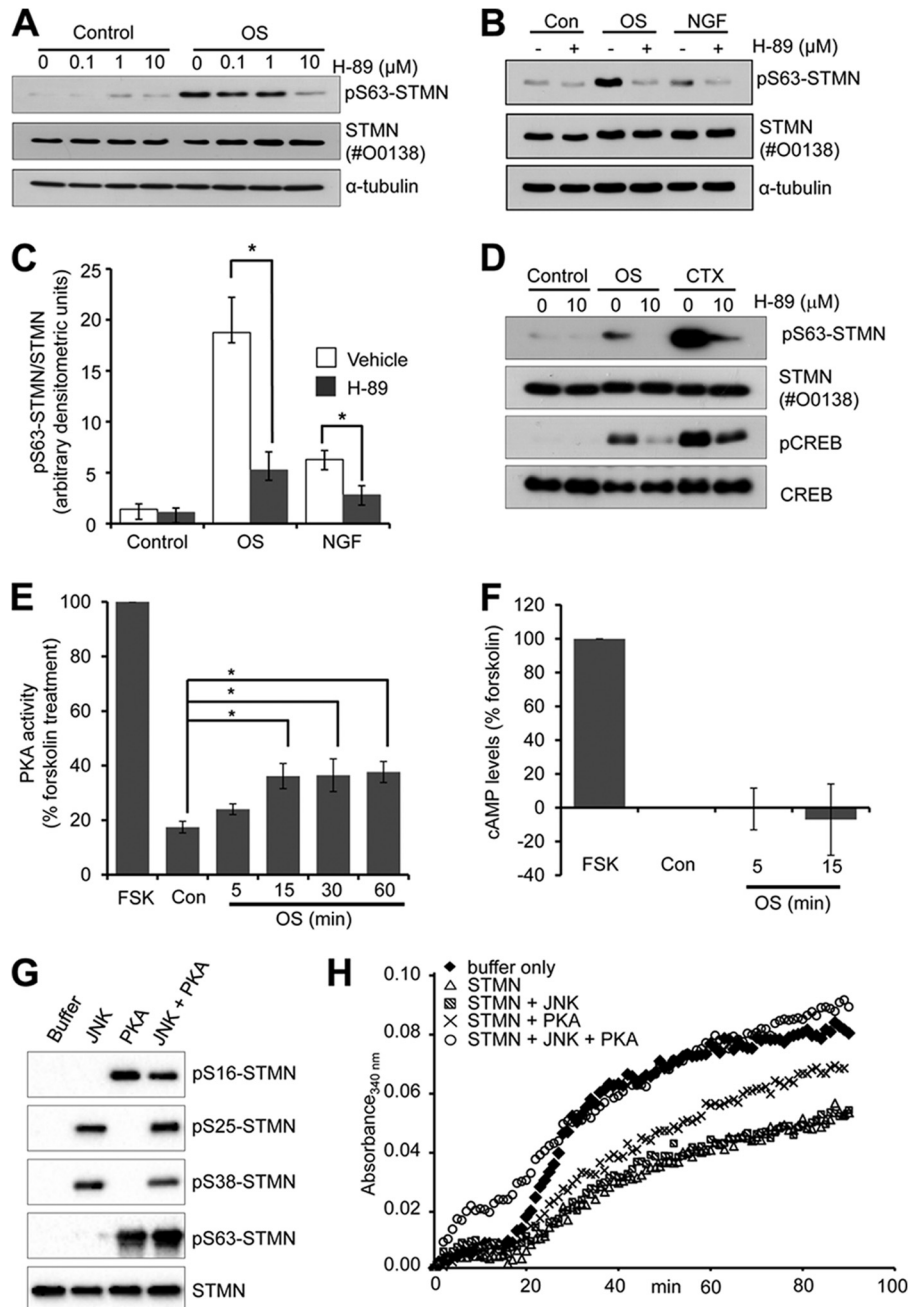 A
Control OS
0 0.1 1 10 0 0.1 1 10 H-89 (µM)
pS63-STMN
STMN
(#O0138)
α-tubulin
B
Con OS NGF
- + - + - + H-89 (µM)
pS63-STMN
STMN
(#O0138)
α-tubulin
C
pS63-STMN/STMN
(arbitrary densitometric units)
25
20
15
10
5
0
* *
Vehicle
H-89
Control OS NGF
D
Control OS CTX
0 10 0 10 0 10 H-89 (µM)
pS63-STMN
STMN
(#O0138)
pCREB
CREB
E
PKA activity
(% forskolin treatment)
100
80
60
40
20
0
*
*
*
FSK Con 5 15 30 60
OS (min)
F
cAMP levels (% forskolin)
120
100
80
60
40
20
0
-20
-40
FSK Con 5 15
OS (min)
G
Buffer JNK PKA JNK + PKA
pS16-STMN
pS25-STMN
pS38-STMN
pS63-STMN
STMN
H
Absorbance340 nm
0.10
0.08
0.06
0.04
0.02
0.00
buffer only
STMN
STMN + JNK
STMN + PKA
STMN + JNK + PKA
0 20 40 min 60 80 100